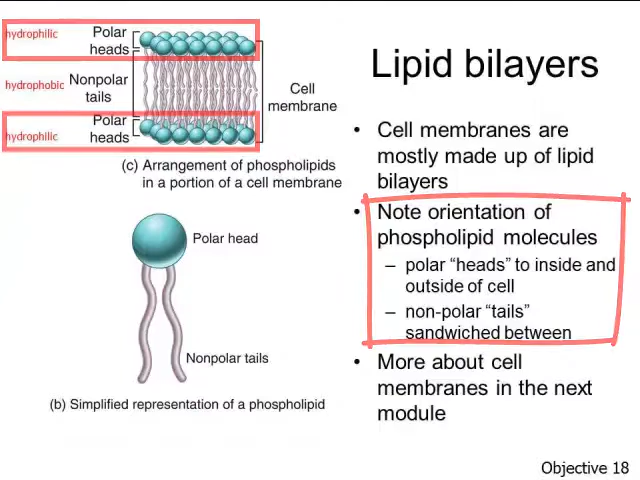 hydrophilic
Polar
heads
hydrophobic
Nonpolar
tails
Cell
membrane
hydrophilic
Polar
heads
(c) Arrangement of phospholipids
in a portion of a cell membrane
Polar head
Nonpolar tails
(b) Simplified representation of a phospholipid
Lipid bilayers
• Cell membranes are
mostly made up of lipid
bilayers
• Note orientation of
phospholipid molecules
– polar “heads” to inside and
outside of cell
– non-polar “tails”
sandwiched between
• More about cell
membranes in the next
module
Objective 18